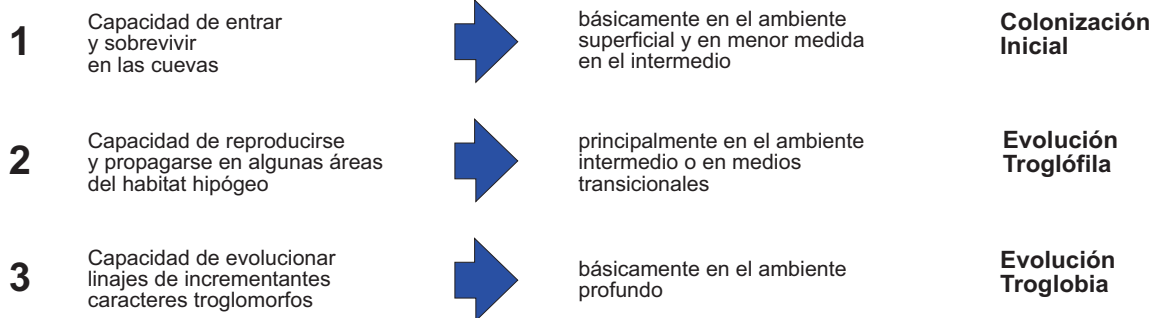 1
Capacidad de entrar
y sobrevivir
en las cuevas
básicamente en el ambiente
superficial y en menor medida
en el intermedio
Colonización
Inicial
2
Capacidad de reproducirse
y propagarse en algunas áreas
del habitat hipógeo
principalmente en el ambiente
intermedio o en medios
transicionales
Evolución
Troglófila
3
Capacidad de evolucionar
linajes de incrementantes
caracteres troglomorfos
básicamente en el ambiente
profundo
Evolución
Troglobia